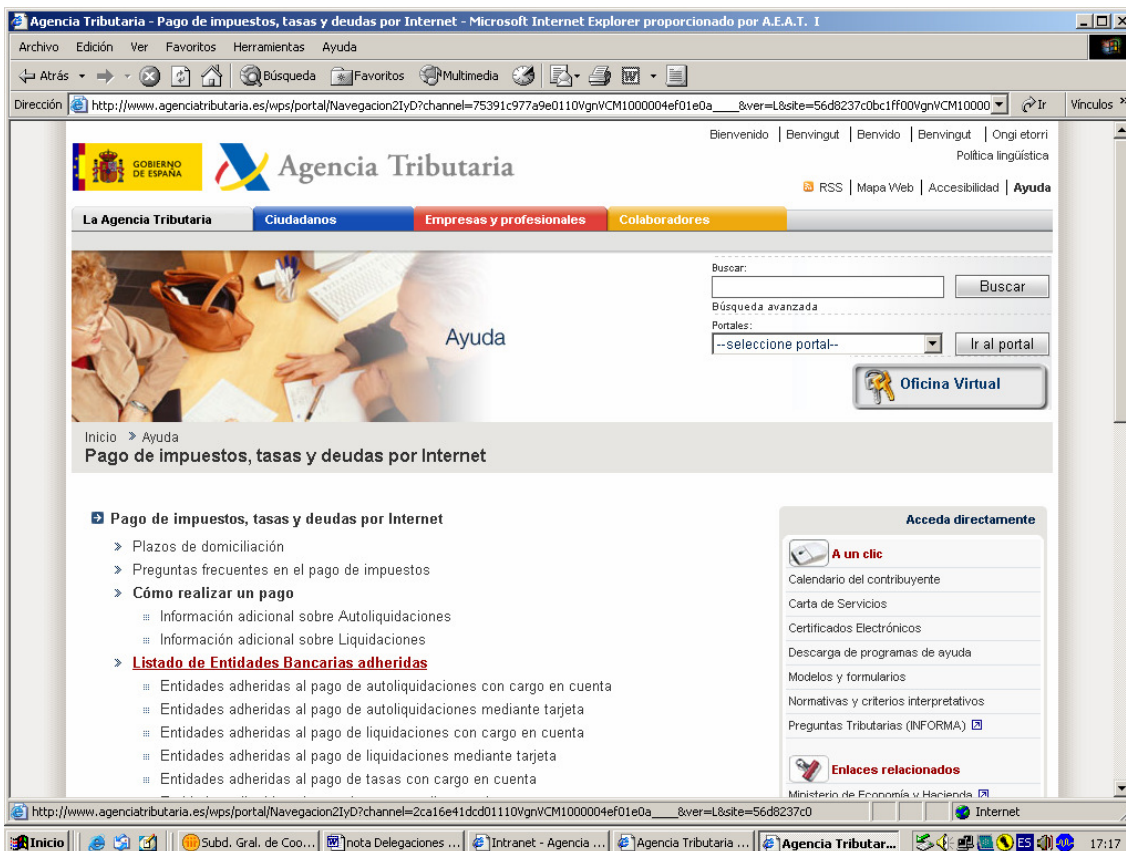 Agencia Tributaria - Pago de impuestos, tasas y deudas por Internet - Microsoft Internet Explorer proporcionado por A.E.A.T. I
Archivo Edición Ver Favoritos Herramientas Ayuda
Atrás Búsqueda Favoritos Multimedia
Dirección http://www.agenciatributaria.es/wps/portal/Navegacion2IyD?channel=75391c977a9e0110VgnVCM1000004ef01e0a____&ver=L&site=56d8237c0bc1ff00VgnVCM10000 Ir Vínculos »
Bienvenido | Benvingut | Benvido | Benvingut | Ongi etorri
Política lingüística
GOBIERNO
DE ESPAÑA
Agencia Tributaria
RSS | Mapa Web | Accesibilidad | Ayuda
La Agencia Tributaria Ciudadanos Empresas y profesionales Colaboradores
Buscar:
Buscar
Búsqueda avanzada
Portales:
--seleccione portal-- Ir al portal
Ayuda
Oficina Virtual
Inicio » Ayuda
Pago de impuestos, tasas y deudas por Internet
Pago de impuestos, tasas y deudas por Internet
» Plazos de domiciliación
» Preguntas frecuentes en el pago de impuestos
» Cómo realizar un pago
Información adicional sobre Autoliquidaciones
Información adicional sobre Liquidaciones
» Listado de Entidades Bancarias adheridas
Entidades adheridas al pago de autoliquidaciones con cargo en cuenta
Entidades adheridas al pago de autoliquidaciones mediante tarjeta
Entidades adheridas al pago de liquidaciones con cargo en cuenta
Entidades adheridas al pago de liquidaciones mediante tarjeta
Entidades adheridas al pago de tasas con cargo en cuenta
Acceda directamente
A un clic
Calendario del contribuyente
Carta de Servicios
Certificados Electrónicos
Descarga de programas de ayuda
Modelos y formularios
Normativas y criterios interpretativos
Preguntas Tributarias (INFORMA)
Enlaces relacionados
Ministerio de Economía y Hacienda
http://www.agenciatributaria.es/wps/portal/Navegacion2IyD?channel=2ca16e41dcd01110VgnVCM1000004ef01e0a____&ver=L&site=56d8237c0 Internet
Inicio Subd. Gral. de Coo... nota Delegaciones ... Intranet - Agencia ... Agencia Tributaria ... Agencia Tributar... ES 17:17